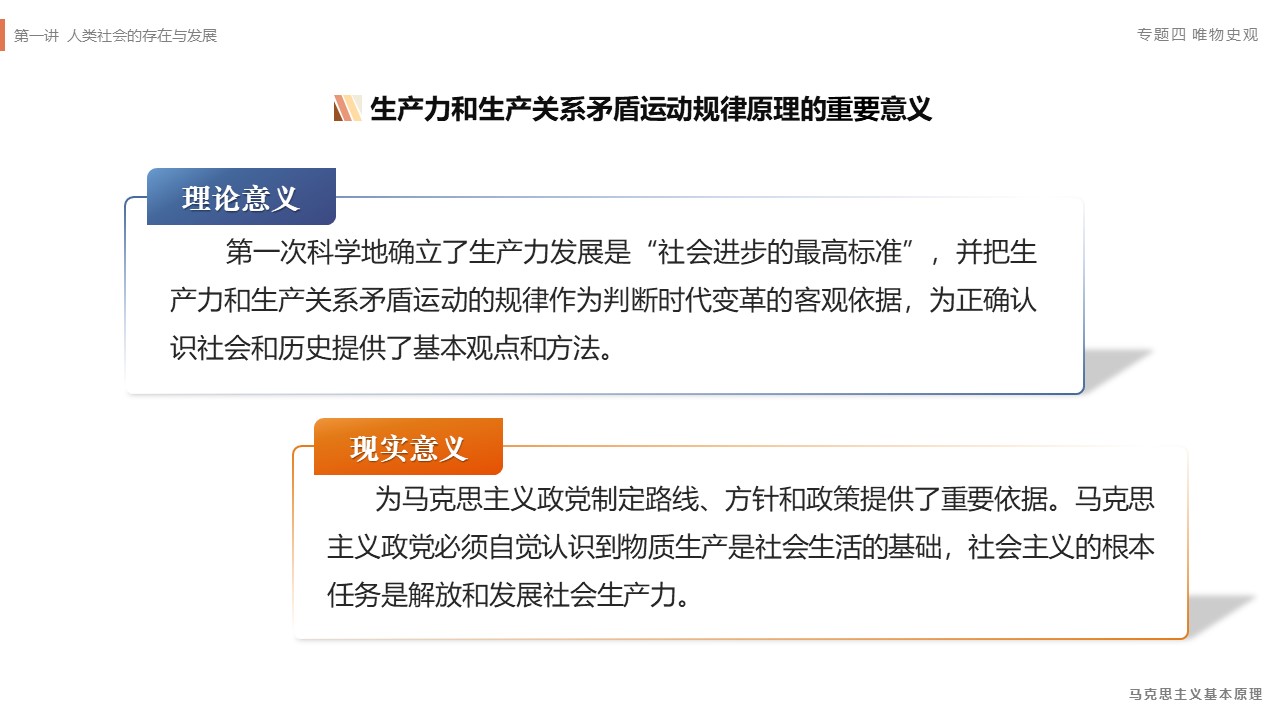 第一讲 人类社会的存在与发展
专题四 唯物史观
生产力和生产关系矛盾运动规律原理的重要意义
理论意义
第一次科学地确立了生产力发展是“社会进步的最高标准”，并把生
产力和生产关系矛盾运动的规律作为判断时代变革的客观依据，为正确认
识社会和历史提供了基本观点和方法。
现实意义
为马克思主义政党制定路线、方针和政策提供了重要依据。马克思
主义政党必须自觉认识到物质生产是社会生活的基础，社会主义的根本
任务是解放和发展社会生产力。
马克思主义基本原理